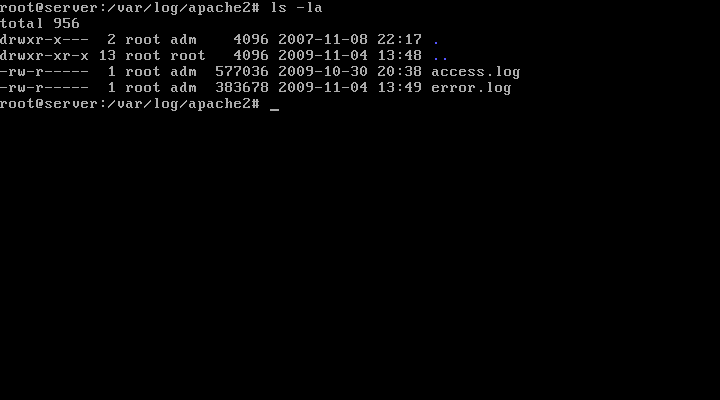 root@server:/var/log/apache2# ls -la
total 956
drwxr-x---  2 root adm    4096 2007-11-08 22:17 .
drwxr-xr-x 13 root root   4096 2009-11-04 13:48 ..
-rw-r-----  1 root adm  577036 2009-10-30 20:38 access.log
-rw-r-----  1 root adm  383678 2009-11-04 13:49 error.log
root@server:/var/log/apache2# _